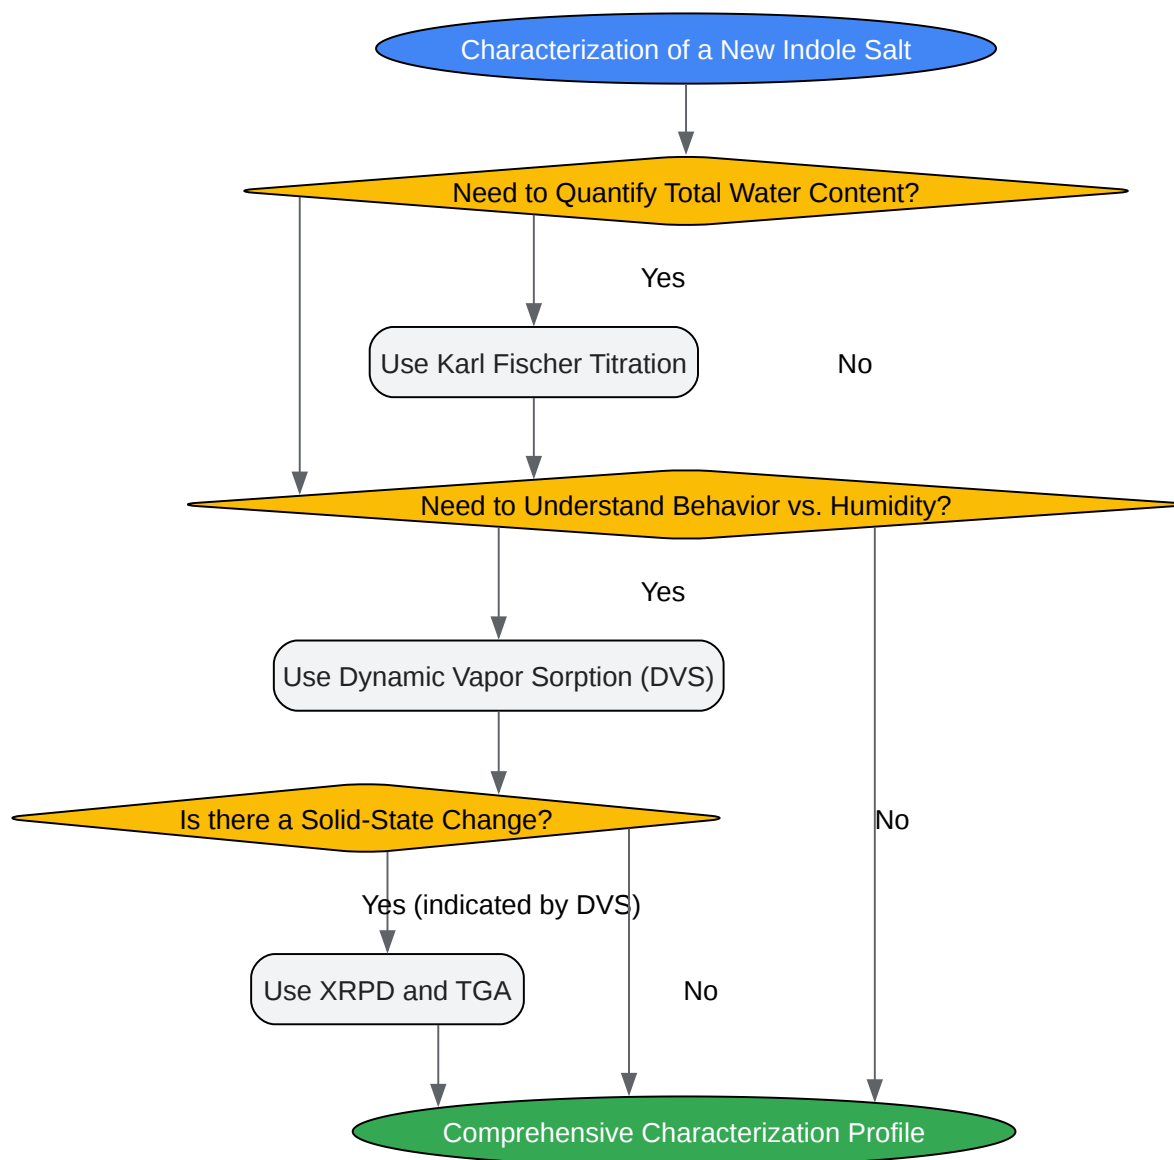 Characterization of a New Indole Salt
Need to Quantify Total Water Content?
Yes
Use Karl Fischer Titration
No
Need to Understand Behavior vs. Humidity?
Yes
Use Dynamic Vapor Sorption (DVS)
Is there a Solid-State Change?
No
Yes (indicated by DVS)
Use XRPD and TGA
No
Comprehensive Characterization Profile